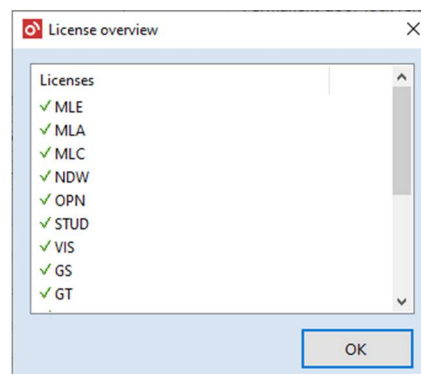 License overview
Licenses
MLE
MLA
MLC
NDW
OPN
STUD
VIS
GS
GT
OK